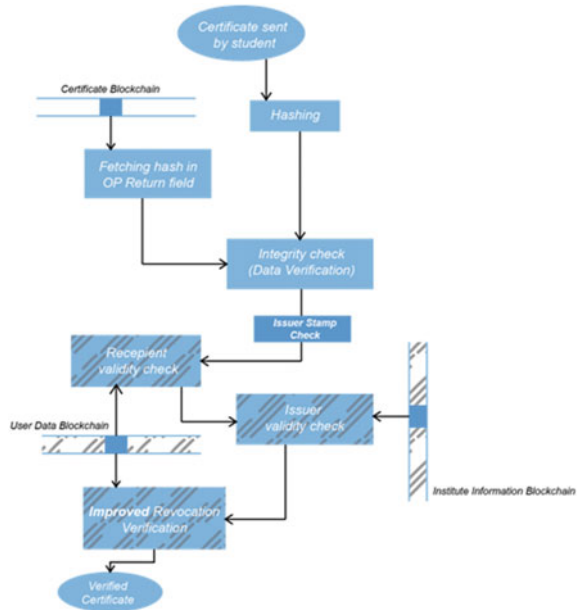 Certificate sent
by student
Certificate Blockchain
Hashing
Fetching hash in
OP Return field
Integrity check
(Data Verification)
Issuer Stamp
Check
Recepient
validity check
Issuer
validity check
User Data Blockchain
Institute Information Blockchain
Improved Revocation
Verification
Verified
Certificate